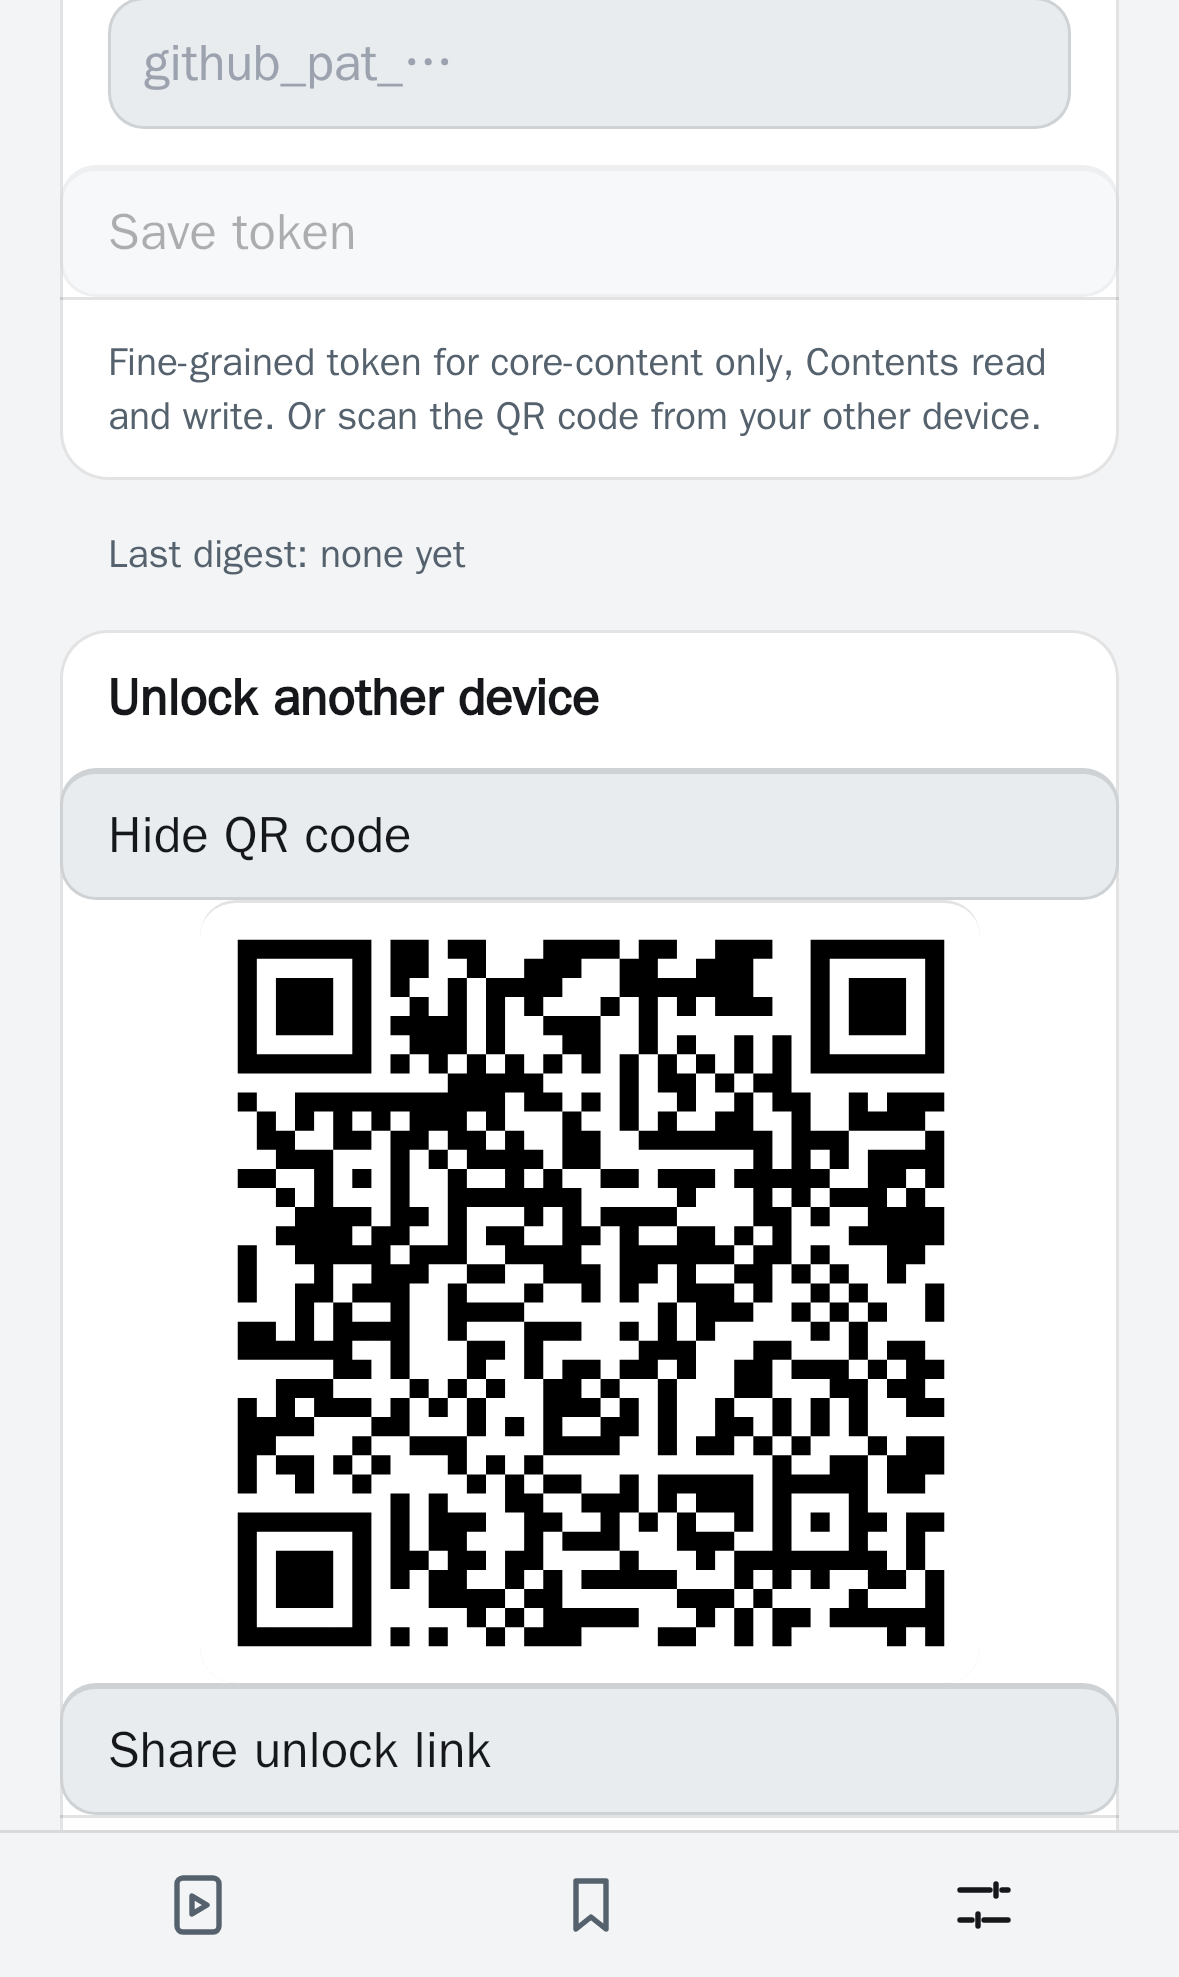 github_pat_…
Save token
Fine-grained token for core-content only, Contents read
and write. Or scan the QR code from your other device.
Last digest: none yet
Unlock another device
Hide QR code
Share unlock link